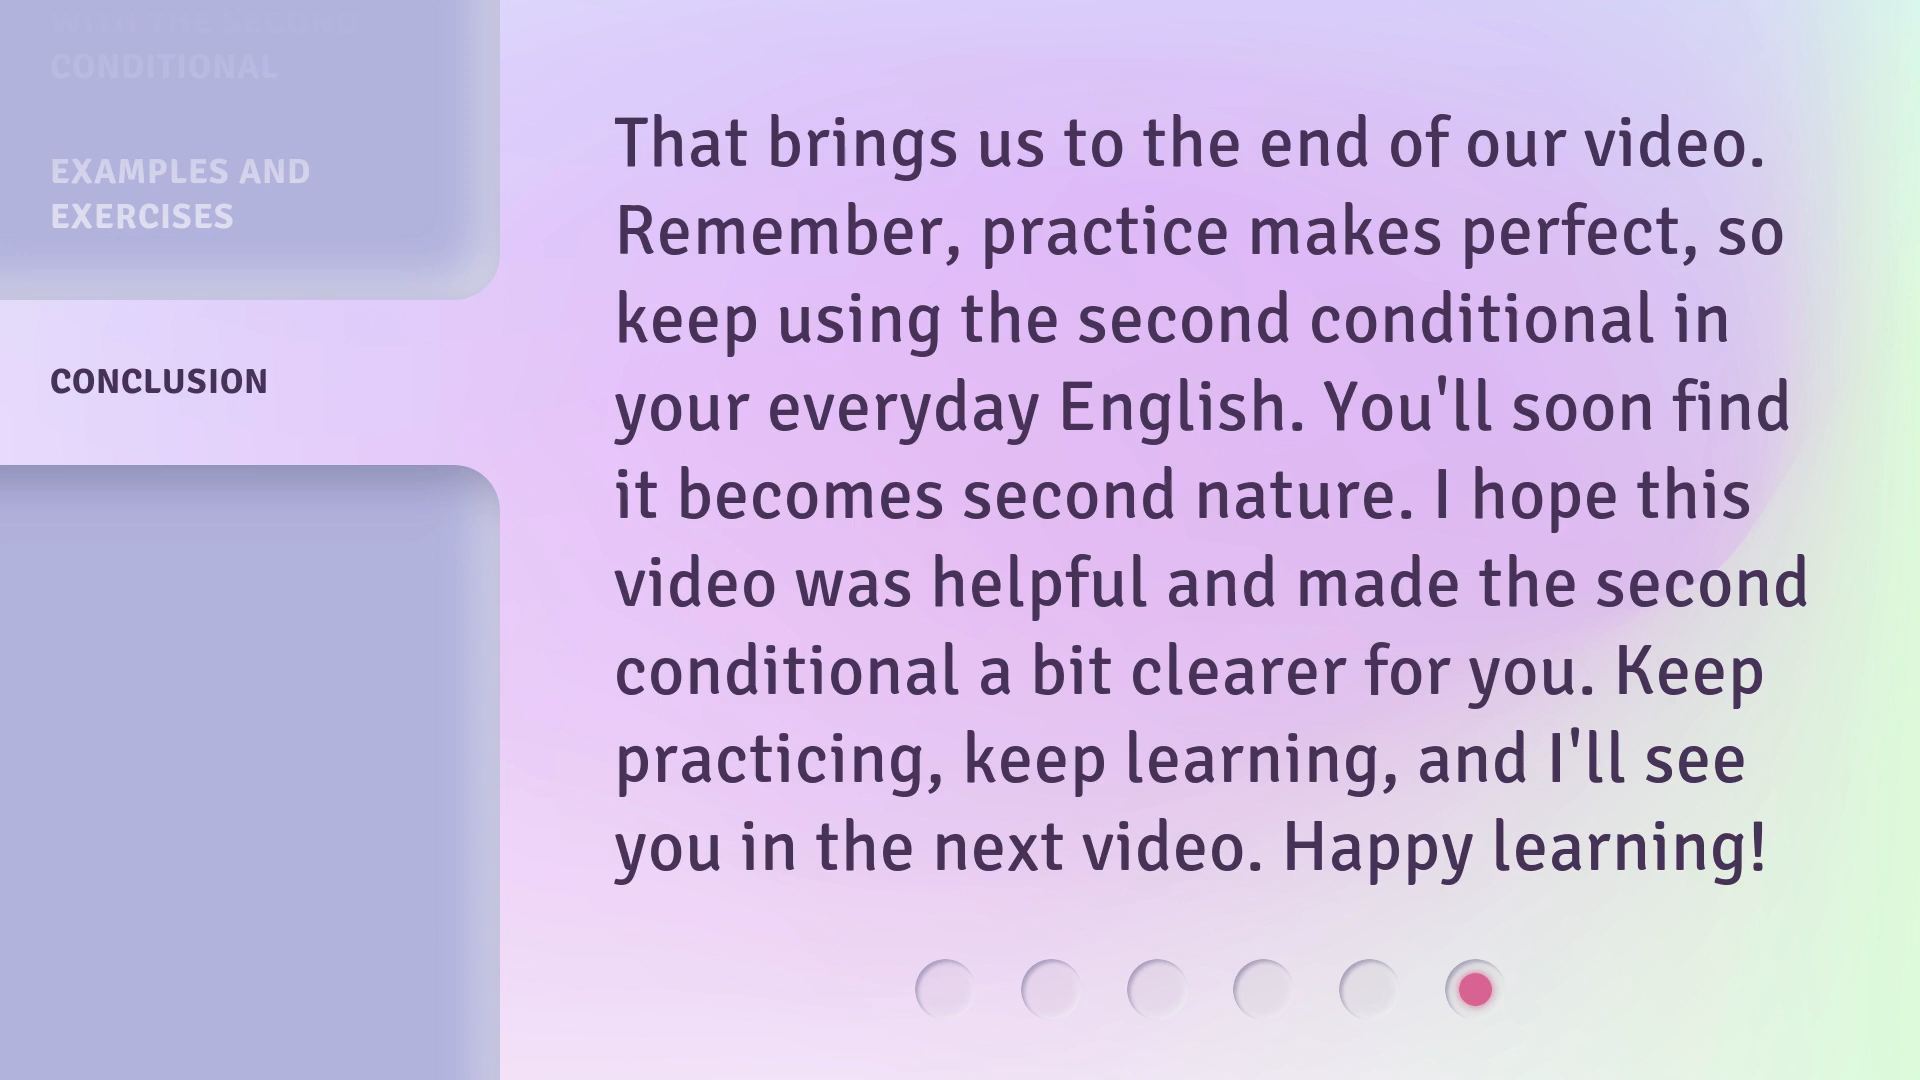 WITH THE SECOND
CONDITIONAL
EXAMPLES AND
EXERCISES
CONCLUSION
That brings us to the end of our video.
Remember, practice makes perfect, so
keep using the second conditional in
your everyday English. You'll soon find
it becomes second nature. I hope this
video was helpful and made the second
conditional a bit clearer for you. Keep
practicing, keep learning, and I'll see
you in the next video. Happy learning!